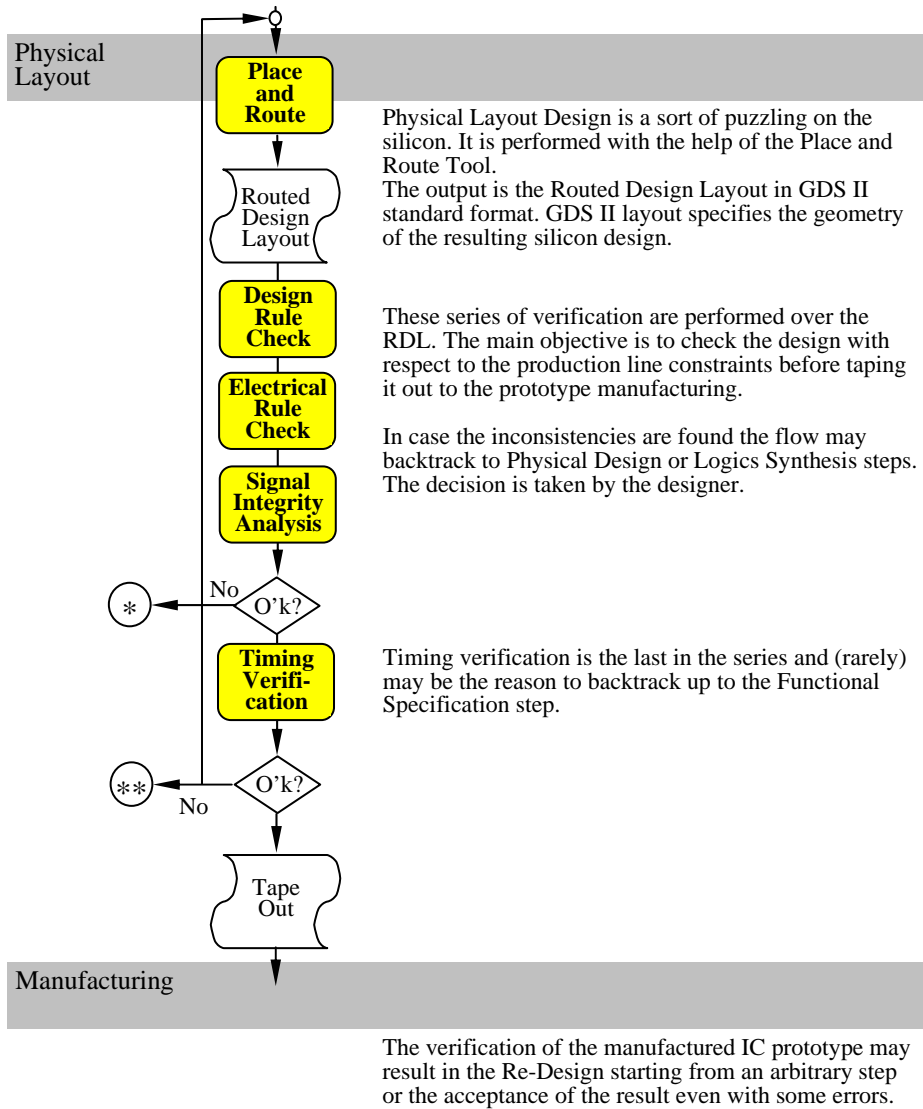 Physical
Layout
Place
and
Route
Physical Layout Design is a sort of puzzling on the
silicon. It is performed with the help of the Place and
Route Tool.
The output is the Routed Design Layout in GDS II
standard format. GDS II layout specifies the geometry
of the resulting silicon design.
Routed
Design
Layout
Design
Rule
Check
These series of verification are performed over the
RDL. The main objective is to check the design with
respect to the production line constraints before taping
it out to the prototype manufacturing.
Electrical
Rule
Check
In case the inconsistencies are found the flow may
backtrack to Physical Design or Logics Synthesis steps.
The decision is taken by the designer.
Signal
Integrity
Analysis
No
*
O’k?
Timing
Verifi-
cation
Timing verification is the last in the series and (rarely)
may be the reason to backtrack up to the Functional
Specification step.
**
No
O’k?
Tape
Out
Manufacturing
The verification of the manufactured IC prototype may
result in the Re-Design starting from an arbitrary step
or the acceptance of the result even with some errors.